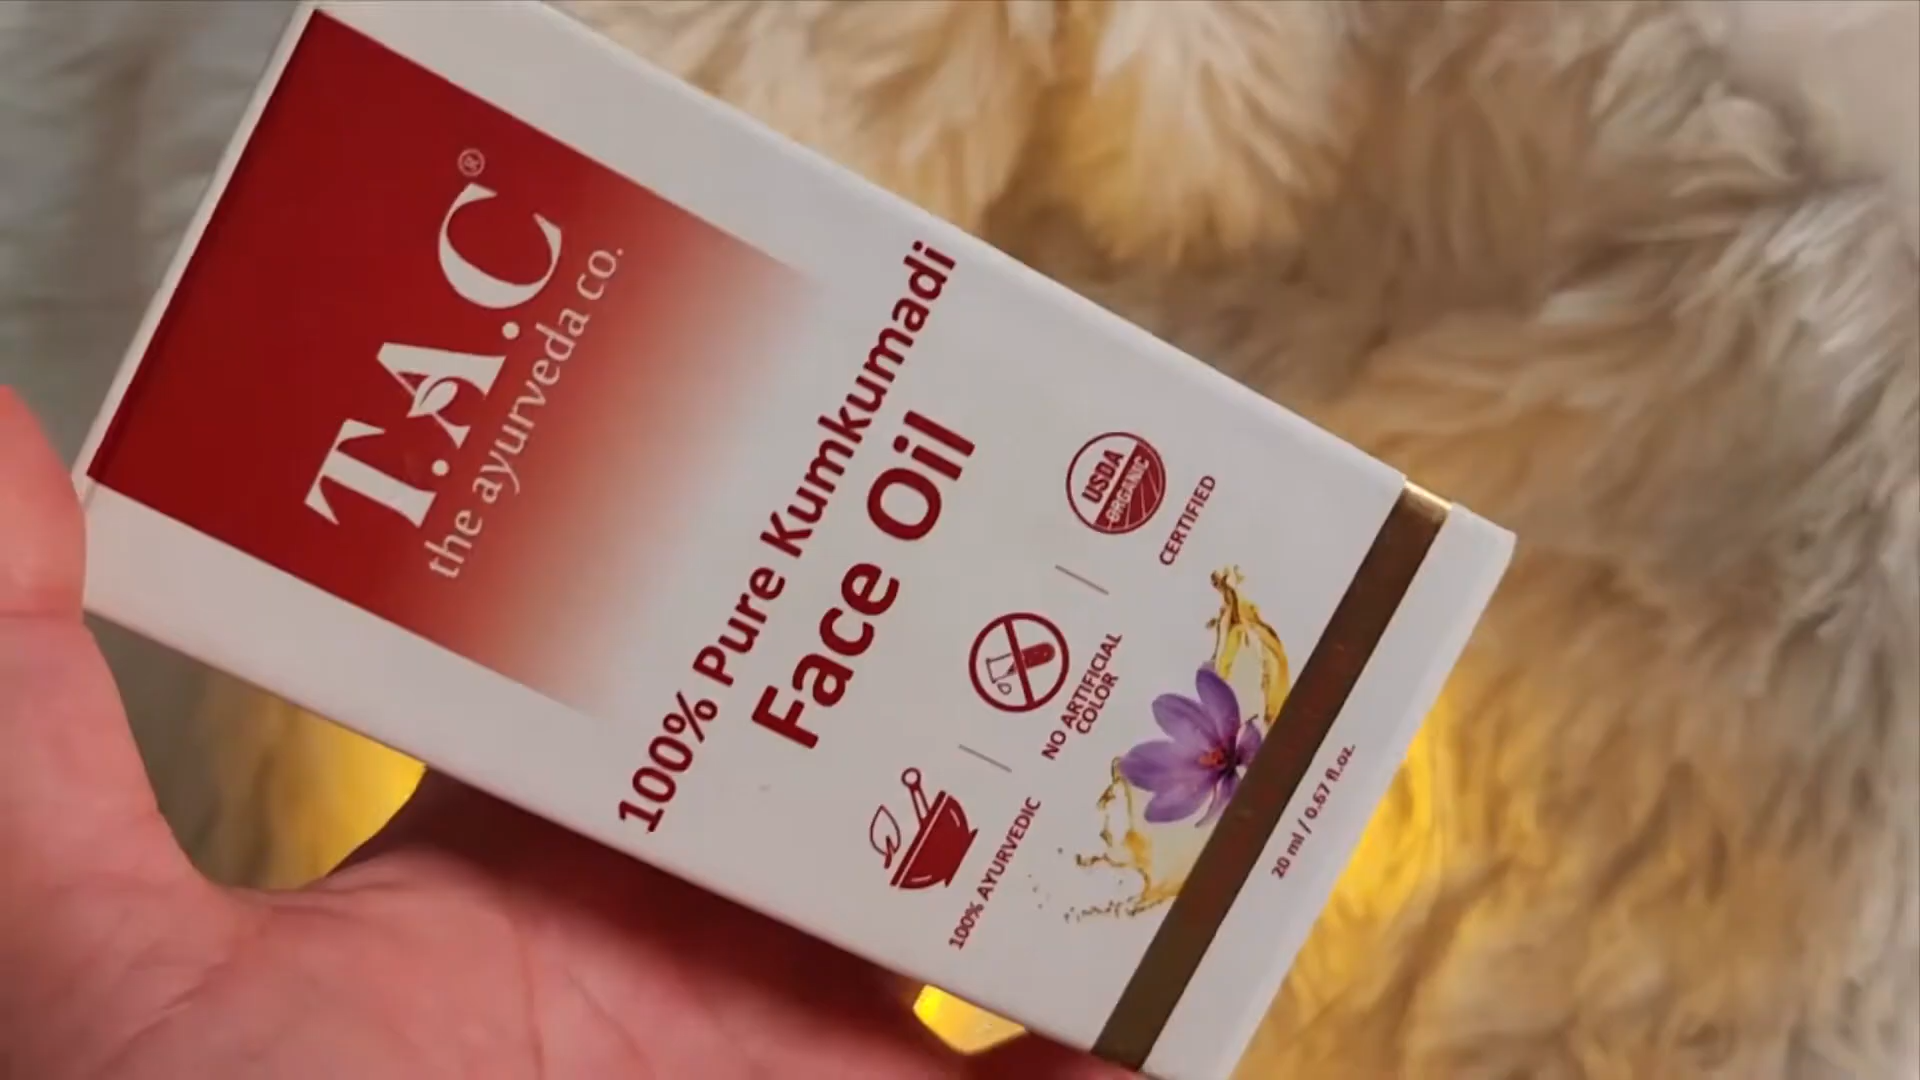 T.A.C®
the ayurveda co.
100% Pure Kumkumadi
Face Oil
100% AYURVEDIC
NO ARTIFICIAL
COLOR
USDA
ORGANIC
CERTIFIED
20 ml / 0.67 fl.oz.